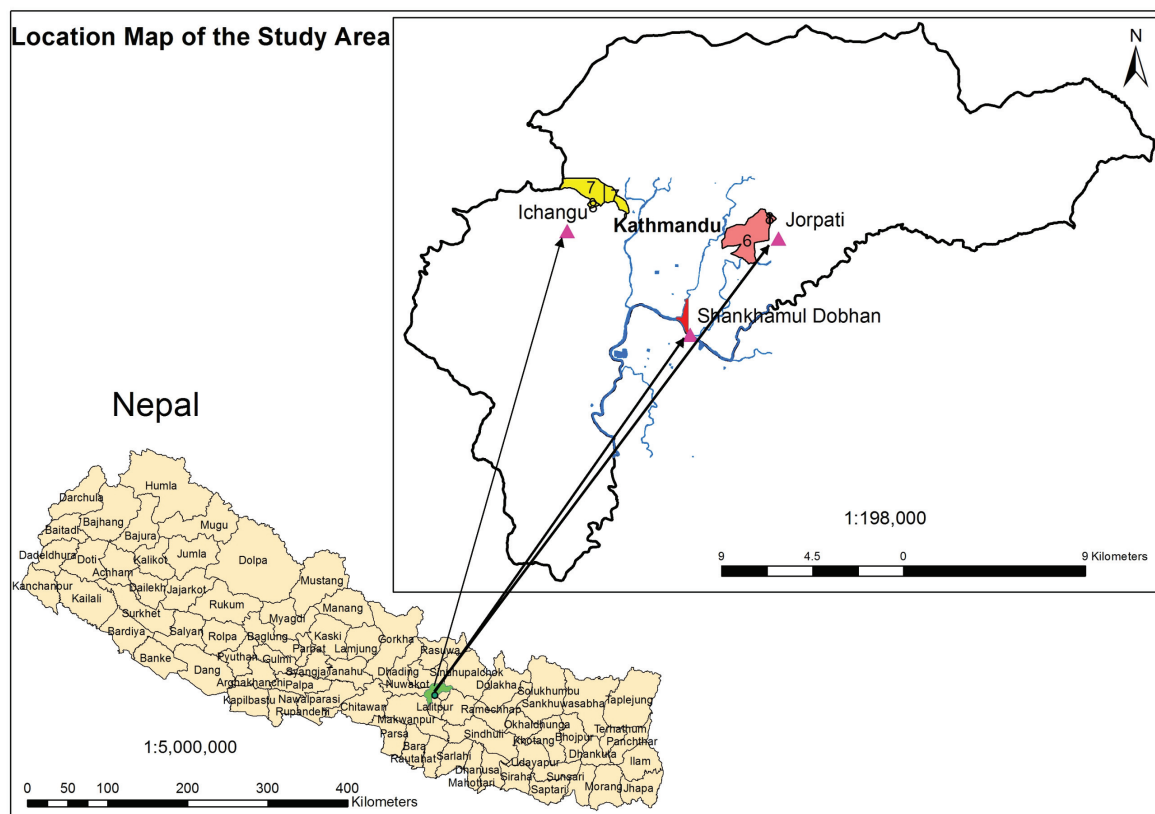 Location Map of the Study Area
N
7
7
8
Ichangu
Kathmandu
8
Jorpati
6
Shankhamul Dobhan
1:198,000
9
4.5
0
9 Kilometers
Nepal
Humla
Darchula
Bajhang
Mugu
Baitadi
Bajura
Dadeldhura
Doti
Kalikot
Jumla
Dolpa
Achham
Mustang
Kanchanpur
Dailekh
Jajarkot
Kailali
Rukum
Manang
Surkhet
Myagdi
Bardiya
Salyan
Rolpa
Baglung
Kaski
Gorkha
Parbat
Lamjung
Rasuwa
Banke
Pyuthan
Gulmi
Dang
Syangja
Tanahu
Dhading
Sindhupalchok
Arghakhanchi
Palpa
Nuwakot
Dolakha
Solukhumbu
Kapilbastu
Nawalparasi
Chitawan
Lalitpur
Ramechhap
Sankhuwasabha
Taplejung
Rupandehi
Makwanpur
Okhaldhunga
Parsa
Sindhuli
Khotang
Bhojpur
Terhathum
Panchthar
Bara
Dhankuta
Rautahat
Sarlahi
Udayapur
Ilam
Dhanusa
Siraha
Sunsari
Mahottari
Saptari
Morang
Jhapa
1:5,000,000
0 50 100 200 300 400
Kilometers